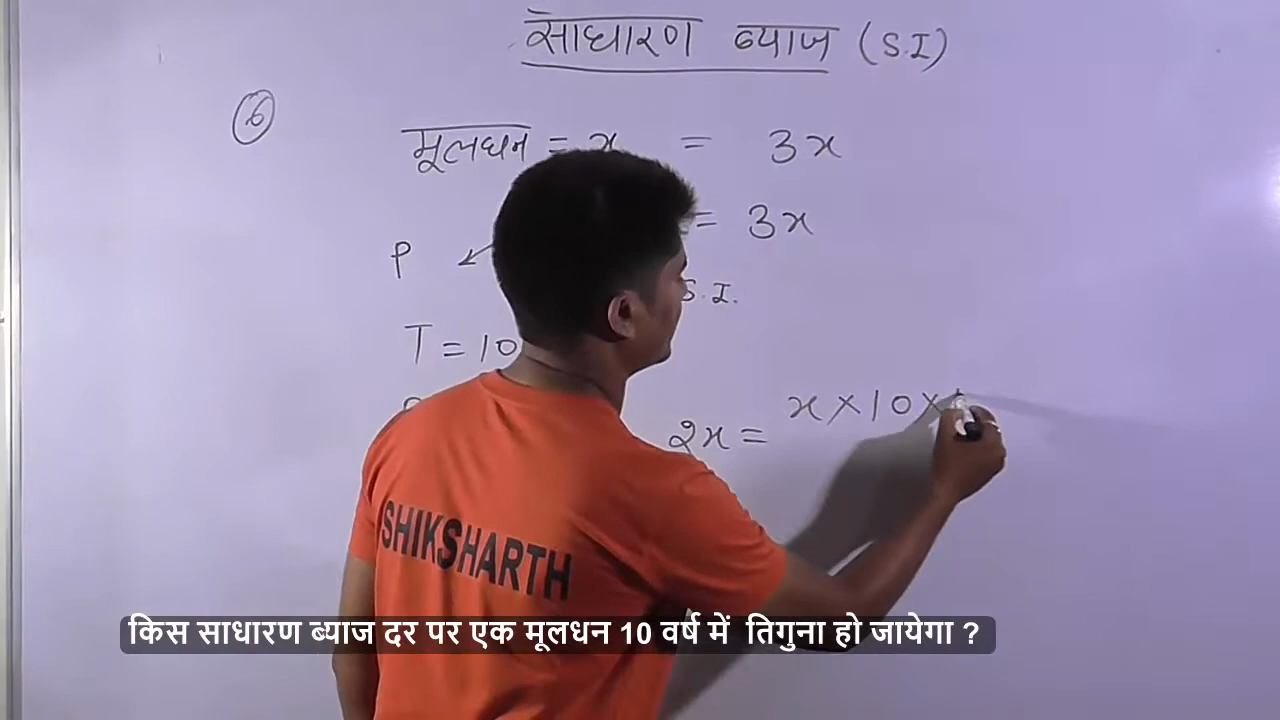 साधारण ब्याज (S.I)
6
मूलधन = x = 3x
= 3x
P
S.I.
T = 10
2x = x × 10 ×
SHIKSHARTH
किस साधारण ब्याज दर पर एक मूलधन 10 वर्ष में तिगुना हो जायेगा ?